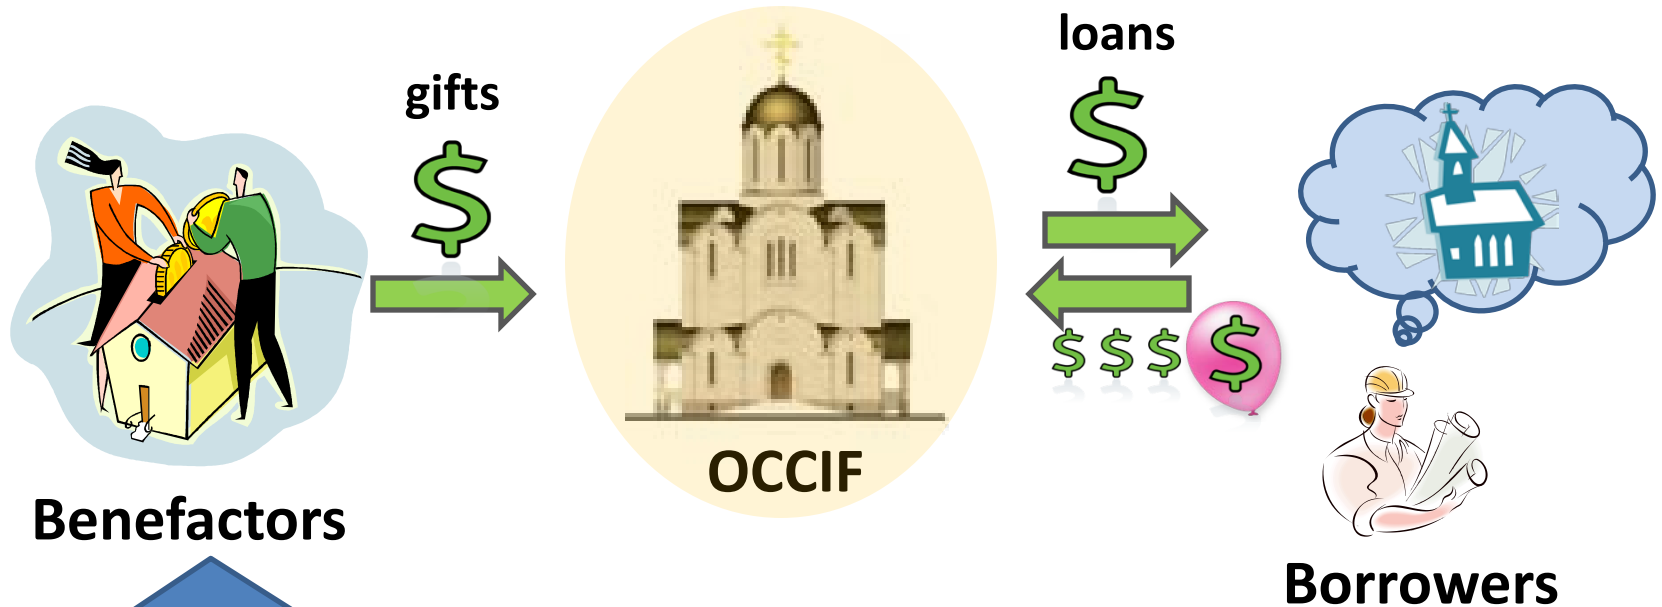 loans
gifts
$
$
$ $ $ $
OCCIF
Benefactors
Borrowers